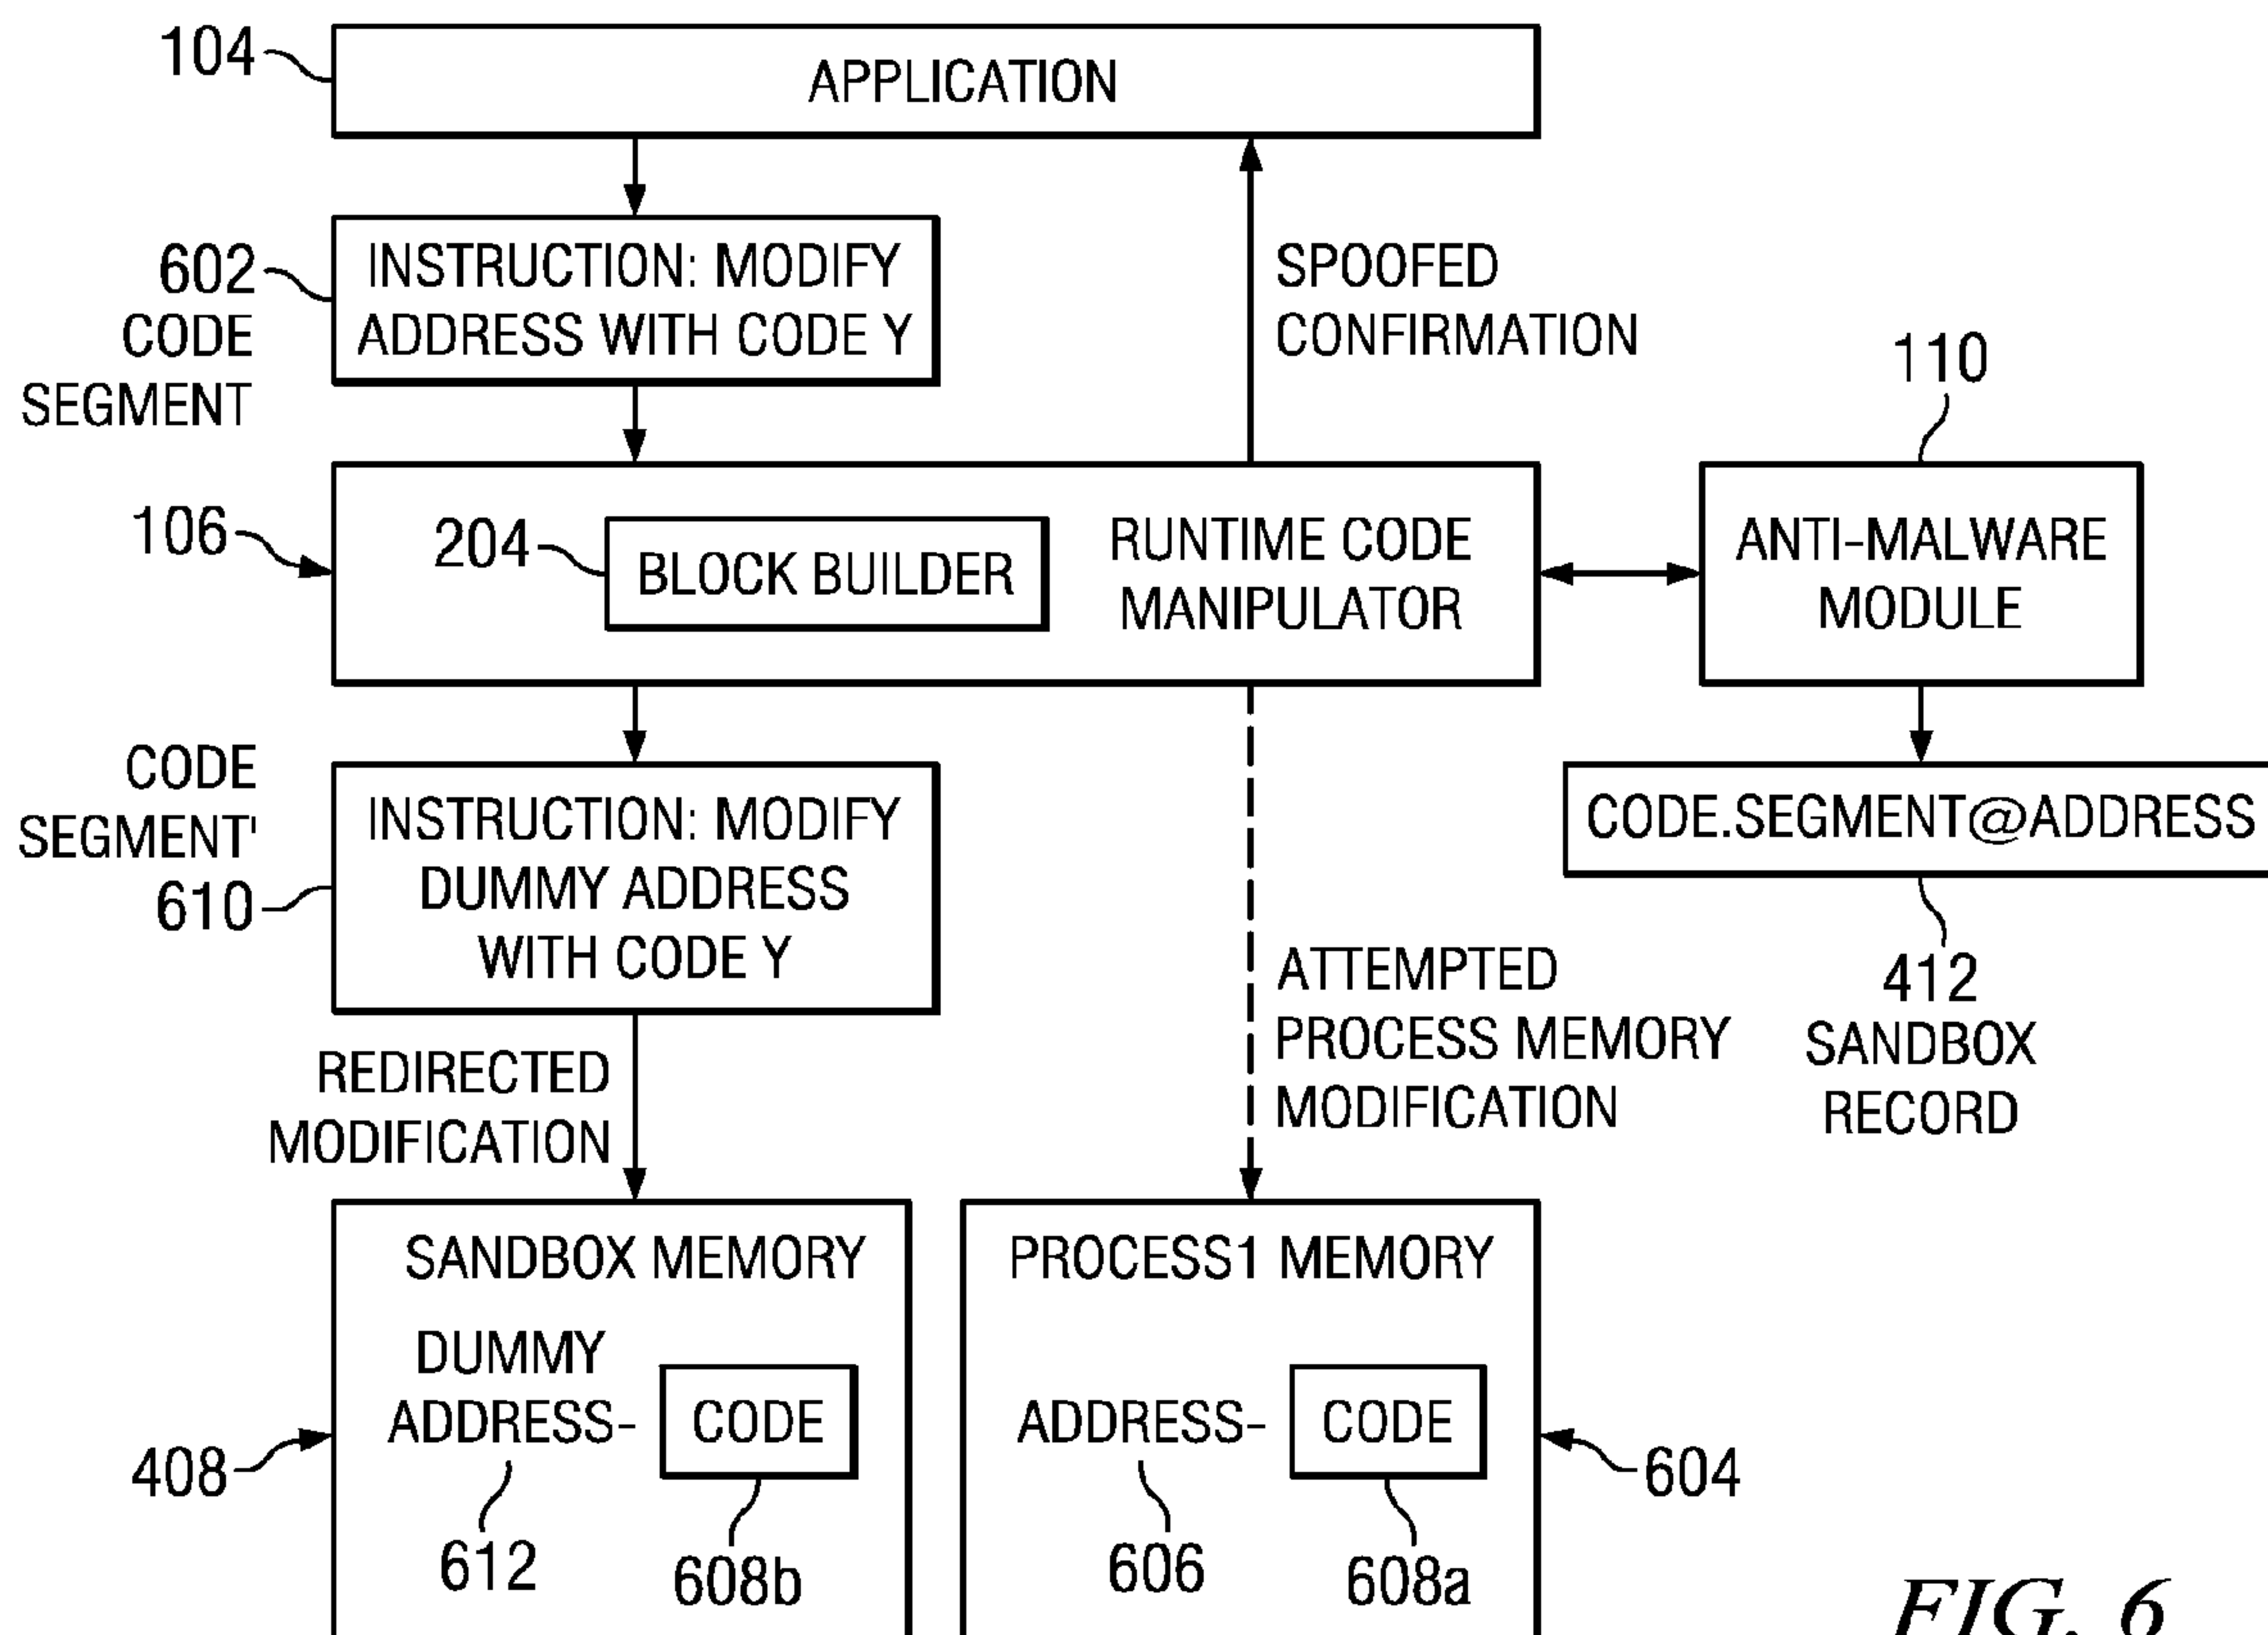 104
APPLICATION
602
CODE
SEGMENT
INSTRUCTION: MODIFY
ADDRESS WITH CODE Y
SPOOFED
CONFIRMATION
110
106
204
BLOCK BUILDER
RUNTIME CODE
MANIPULATOR
ANTI-MALWARE
MODULE
CODE
SEGMENT'
610
INSTRUCTION: MODIFY
DUMMY ADDRESS
WITH CODE Y
CODE.SEGMENT@ADDRESS
412
SANDBOX
RECORD
REDIRECTED
MODIFICATION
ATTEMPTED
PROCESS MEMORY
MODIFICATION
SANDBOX MEMORY
DUMMY
ADDRESS-
CODE
408
612
608b
PROCESS1 MEMORY
ADDRESS-
CODE
604
606
608a
FIG. 6